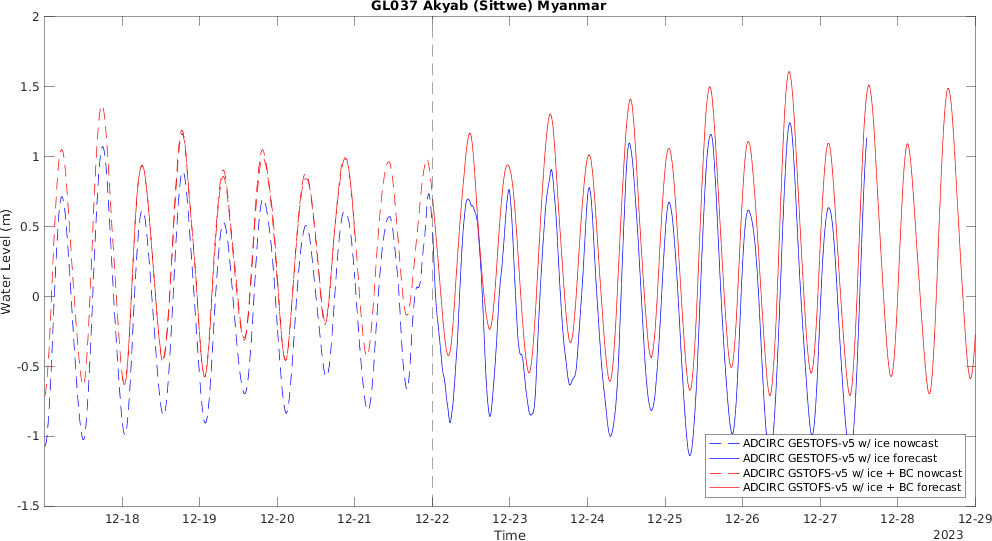 GL037 Akyab (Sittwe) Myanmar
2
1.5
1
0.5
0
-0.5
-1
-1.5
Water Level (m)
ADCIRC GESTOFS-v5 w/ ice nowcast
ADCIRC GESTOFS-v5 w/ ice forecast
ADCIRC GSTOFS-v5 w/ ice + BC nowcast
ADCIRC GSTOFS-v5 w/ ice + BC forecast
12-18 12-19 12-20 12-21 12-22 12-23 12-24 12-25 12-26 12-27 12-28 12-29
Time
2023